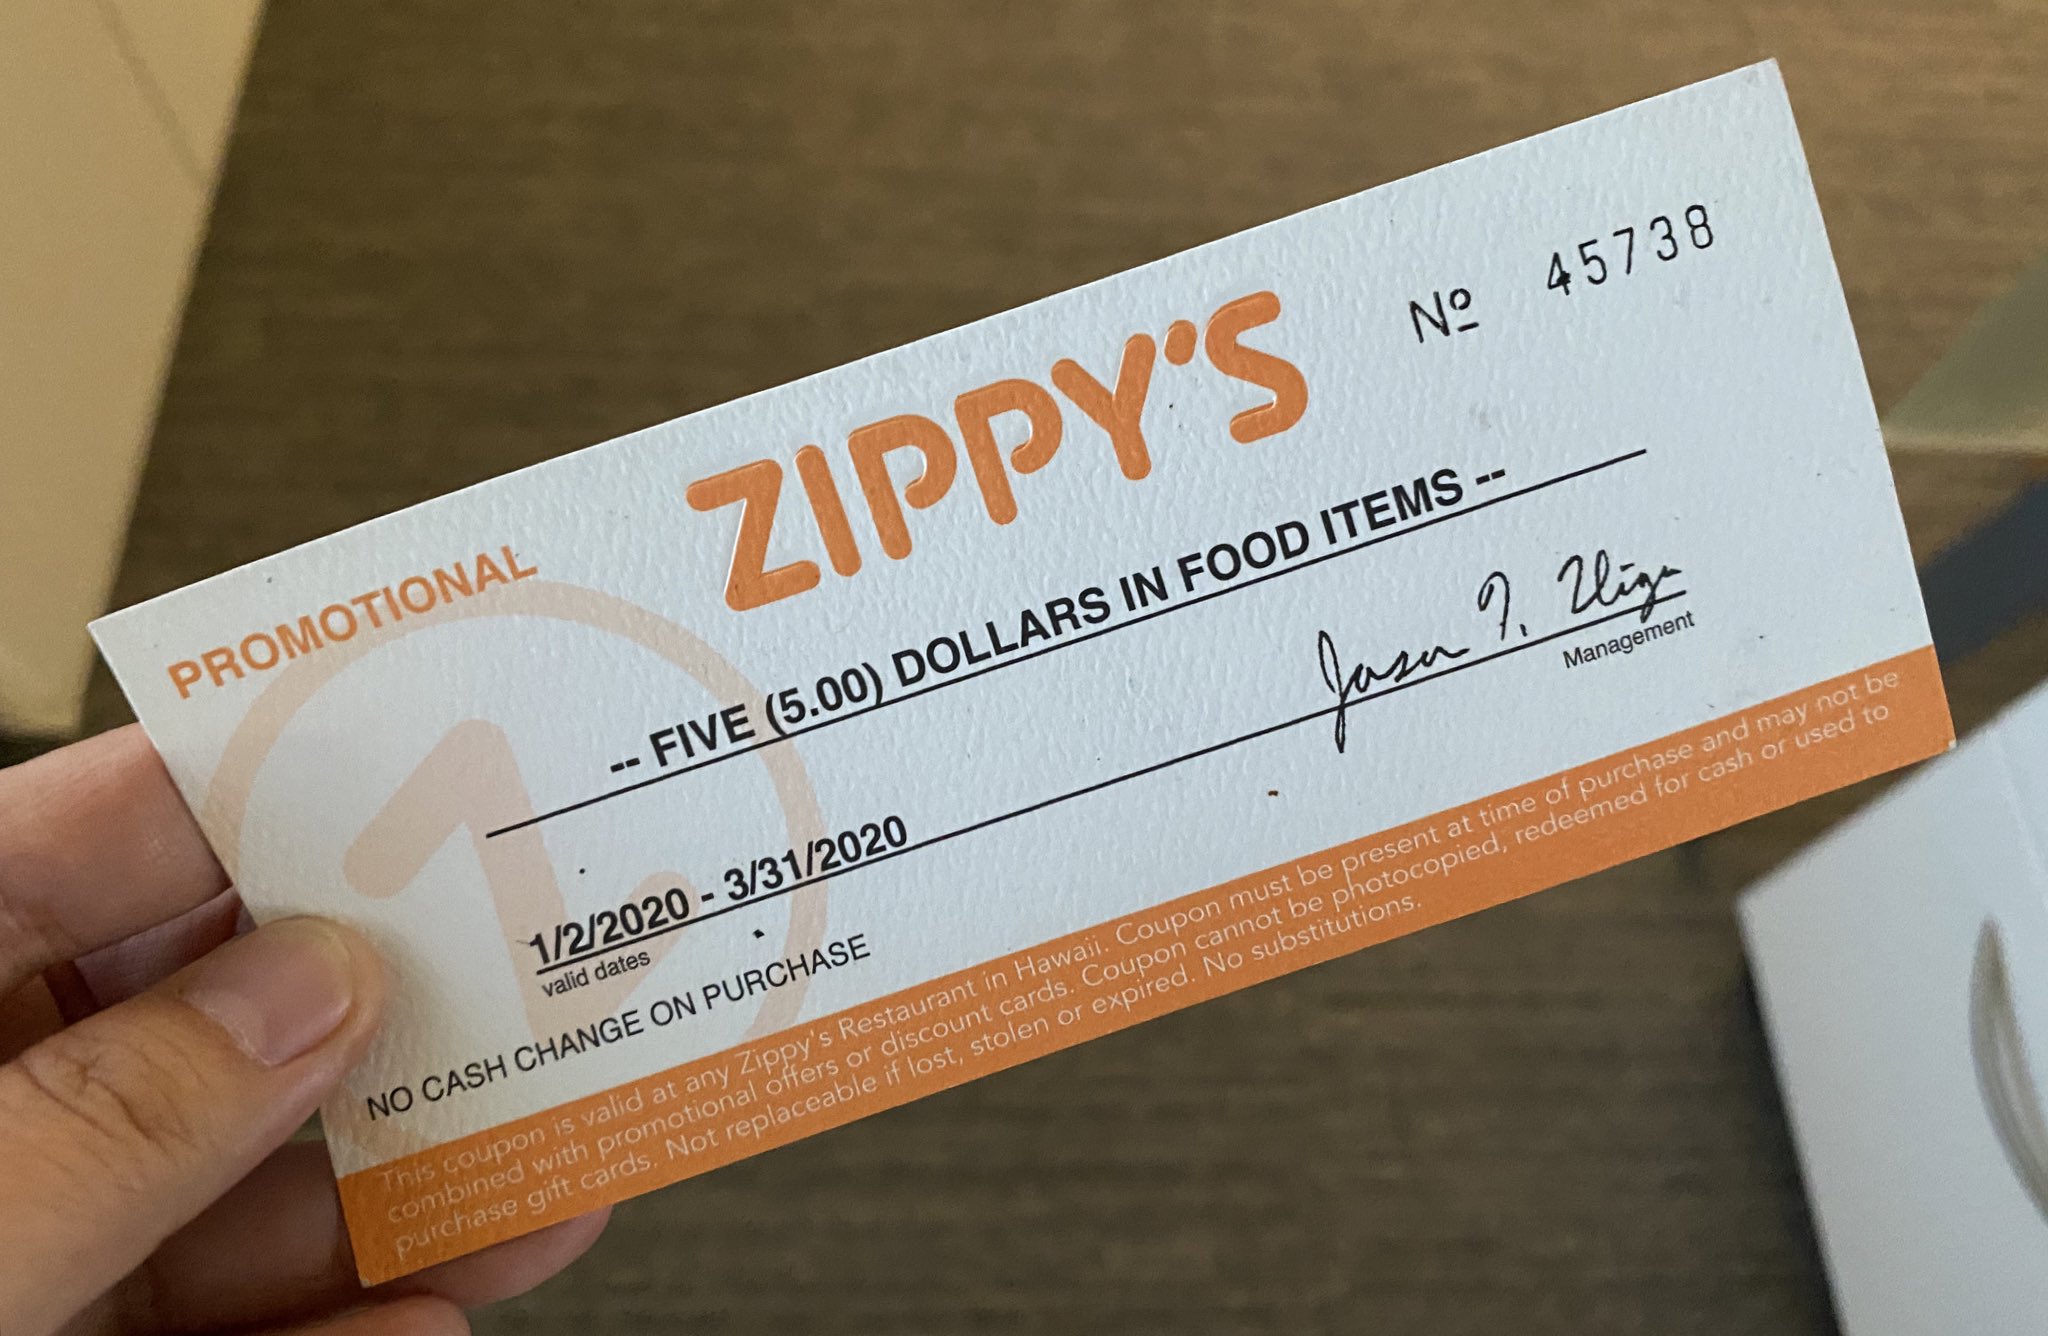 PROMOTIONAL
ZIPPY'S
Nº 45738
-- FIVE (5.00) DOLLARS IN FOOD ITEMS --
1/2/2020 - 3/31/2020
valid dates
Jason T. Higa
Management
NO CASH CHANGE ON PURCHASE
This coupon is valid at any Zippy's Restaurant in Hawaii. Coupon must be present at time of purchase and may not be
combined with promotional offers or discount cards. Coupon cannot be photocopied, redeemed for cash or used to
purchase gift cards. Not replaceable if lost, stolen or expired. No substitutions.